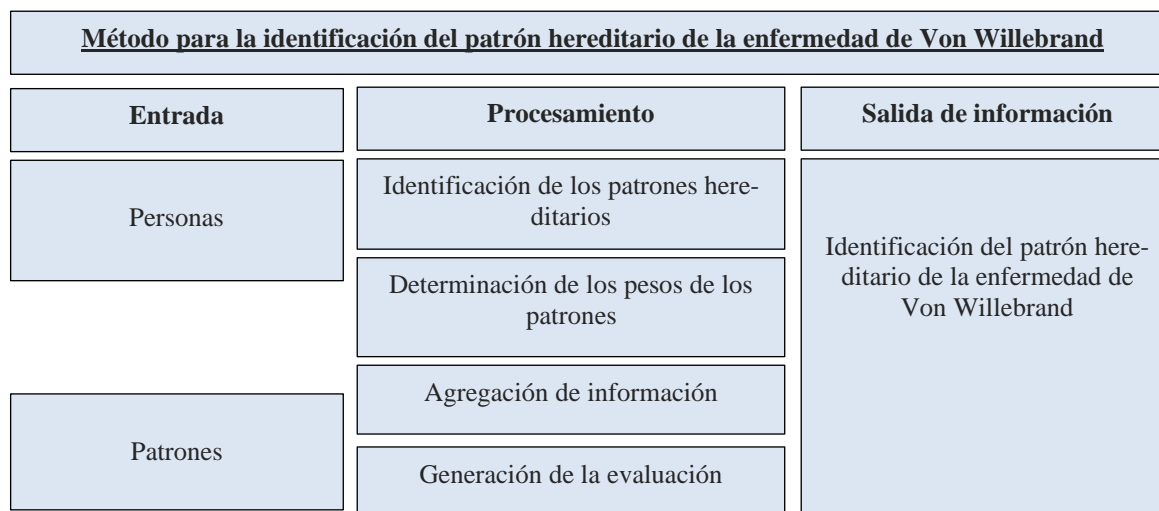 Método para la identificación del patrón hereditario de la enfermedad de Von Willebrand
Entrada
Procesamiento
Salida de información
Personas
Identificación de los patrones here-
ditarios
Determinación de los pesos de los
patrones
Identificación del patrón here-
ditario de la enfermedad de
Von Willebrand
Agregación de información
Patrones
Generación de la evaluación